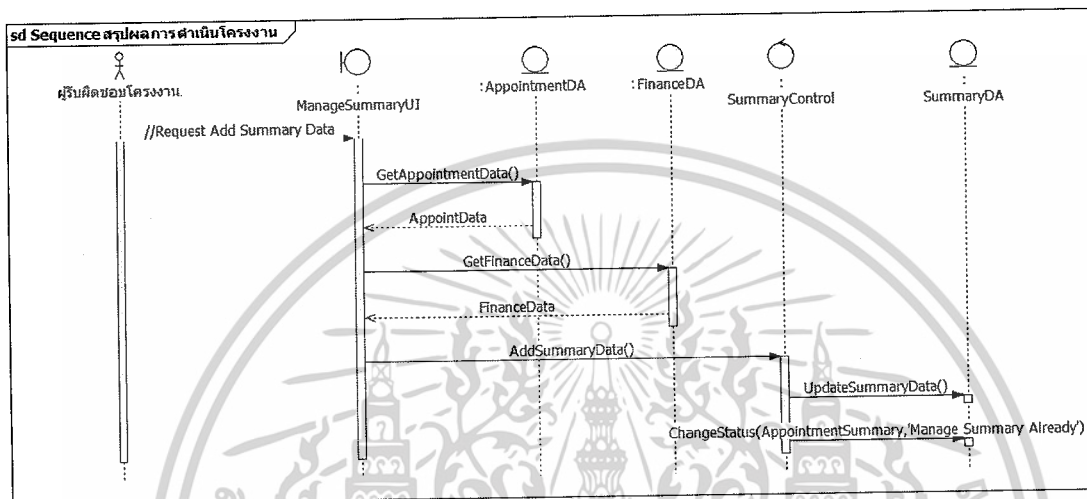 sd Sequence สรุปผลการดำเนินโครงงาน
ผู้รับผิดชอบโครงงาน.
ManageSummaryUI
:AppointmentDA
:FinanceDA
SummaryControl
SummaryDA
//Request Add Summary Data
GetAppointmentData()
AppointData
GetFinanceData()
FinanceData
AddSummaryData()
UpdateSummaryData()
ChangeStatus(AppointmentSummary,'Manage Summary Already')